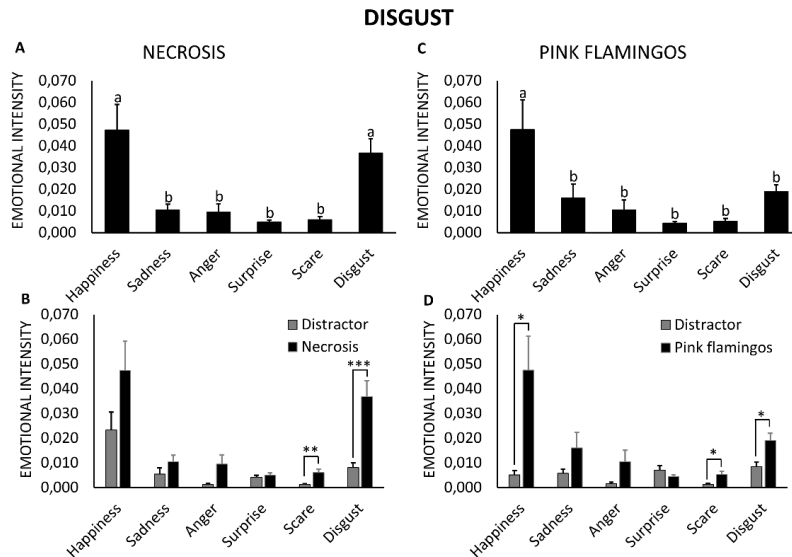 DISGUST
A
NECROSIS
EMOTIONAL INTENSITY
0,070
0,060
0,050
0,040
0,030
0,020
0,010
0,000
a
b
b
b
b
a
Happiness
Sadness
Anger
Surprise
Scare
Disgust
C
PINK FLAMINGOS
EMOTIONAL INTENSITY
0,070
0,060
0,050
0,040
0,030
0,020
0,010
0,000
a
b
b
b
b
b
Happiness
Sadness
Anger
Surprise
Scare
Disgust
B
EMOTIONAL INTENSITY
0,070
0,060
0,050
0,040
0,030
0,020
0,010
0,000
Distractor
Necrosis
**
***
Happiness
Sadness
Anger
Surprise
Scare
Disgust
D
EMOTIONAL INTENSITY
0,070
0,060
0,050
0,040
0,030
0,020
0,010
0,000
Distractor
Pink flamingos
*
*
*
Happiness
Sadness
Anger
Surprise
Scare
Disgust